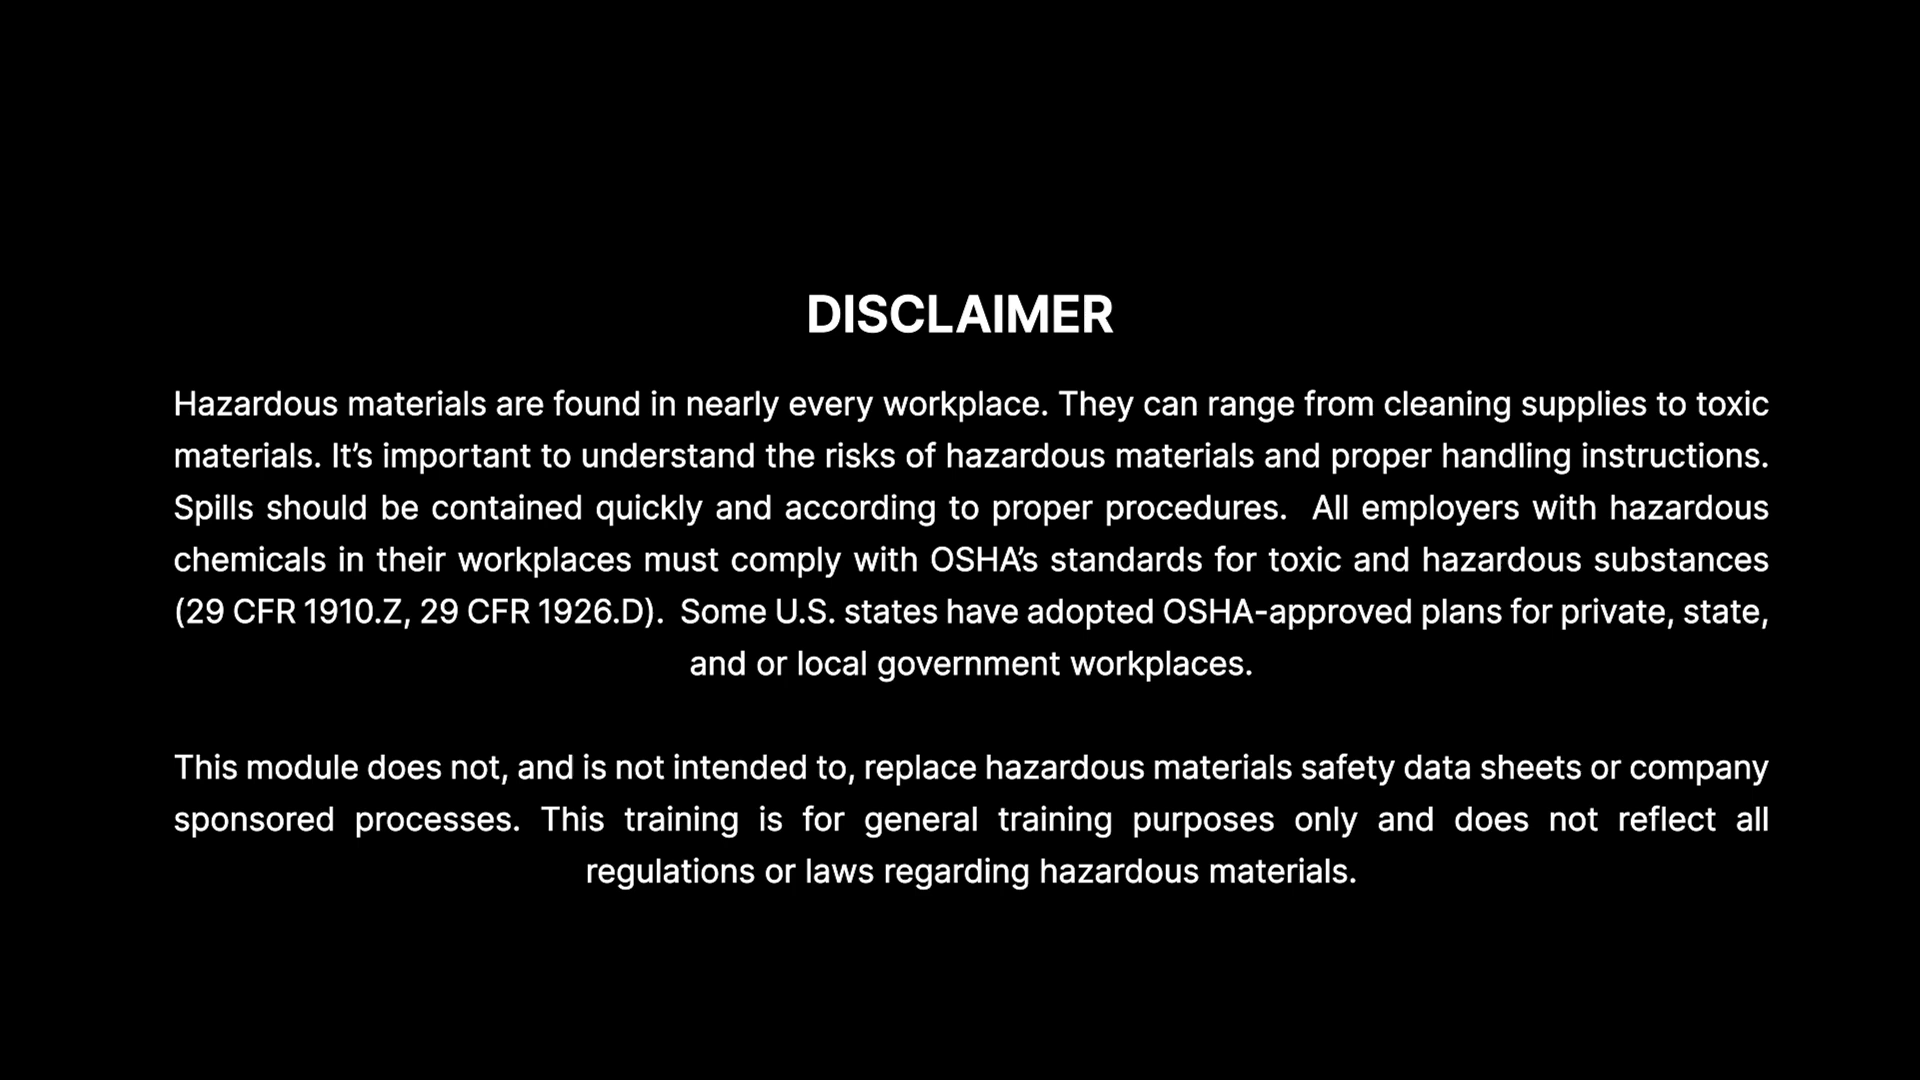 DISCLAIMER
Hazardous materials are found in nearly every workplace. They can range from cleaning supplies to toxic
materials. It’s important to understand the risks of hazardous materials and proper handling instructions.
Spills should be contained quickly and according to proper procedures.  All employers with hazardous
chemicals in their workplaces must comply with OSHA’s standards for toxic and hazardous substances
(29 CFR 1910.Z, 29 CFR 1926.D).  Some U.S. states have adopted OSHA-approved plans for private, state,
and or local government workplaces.
This module does not, and is not intended to, replace hazardous materials safety data sheets or company
sponsored processes. This training is for general training purposes only and does not reflect all
regulations or laws regarding hazardous materials.